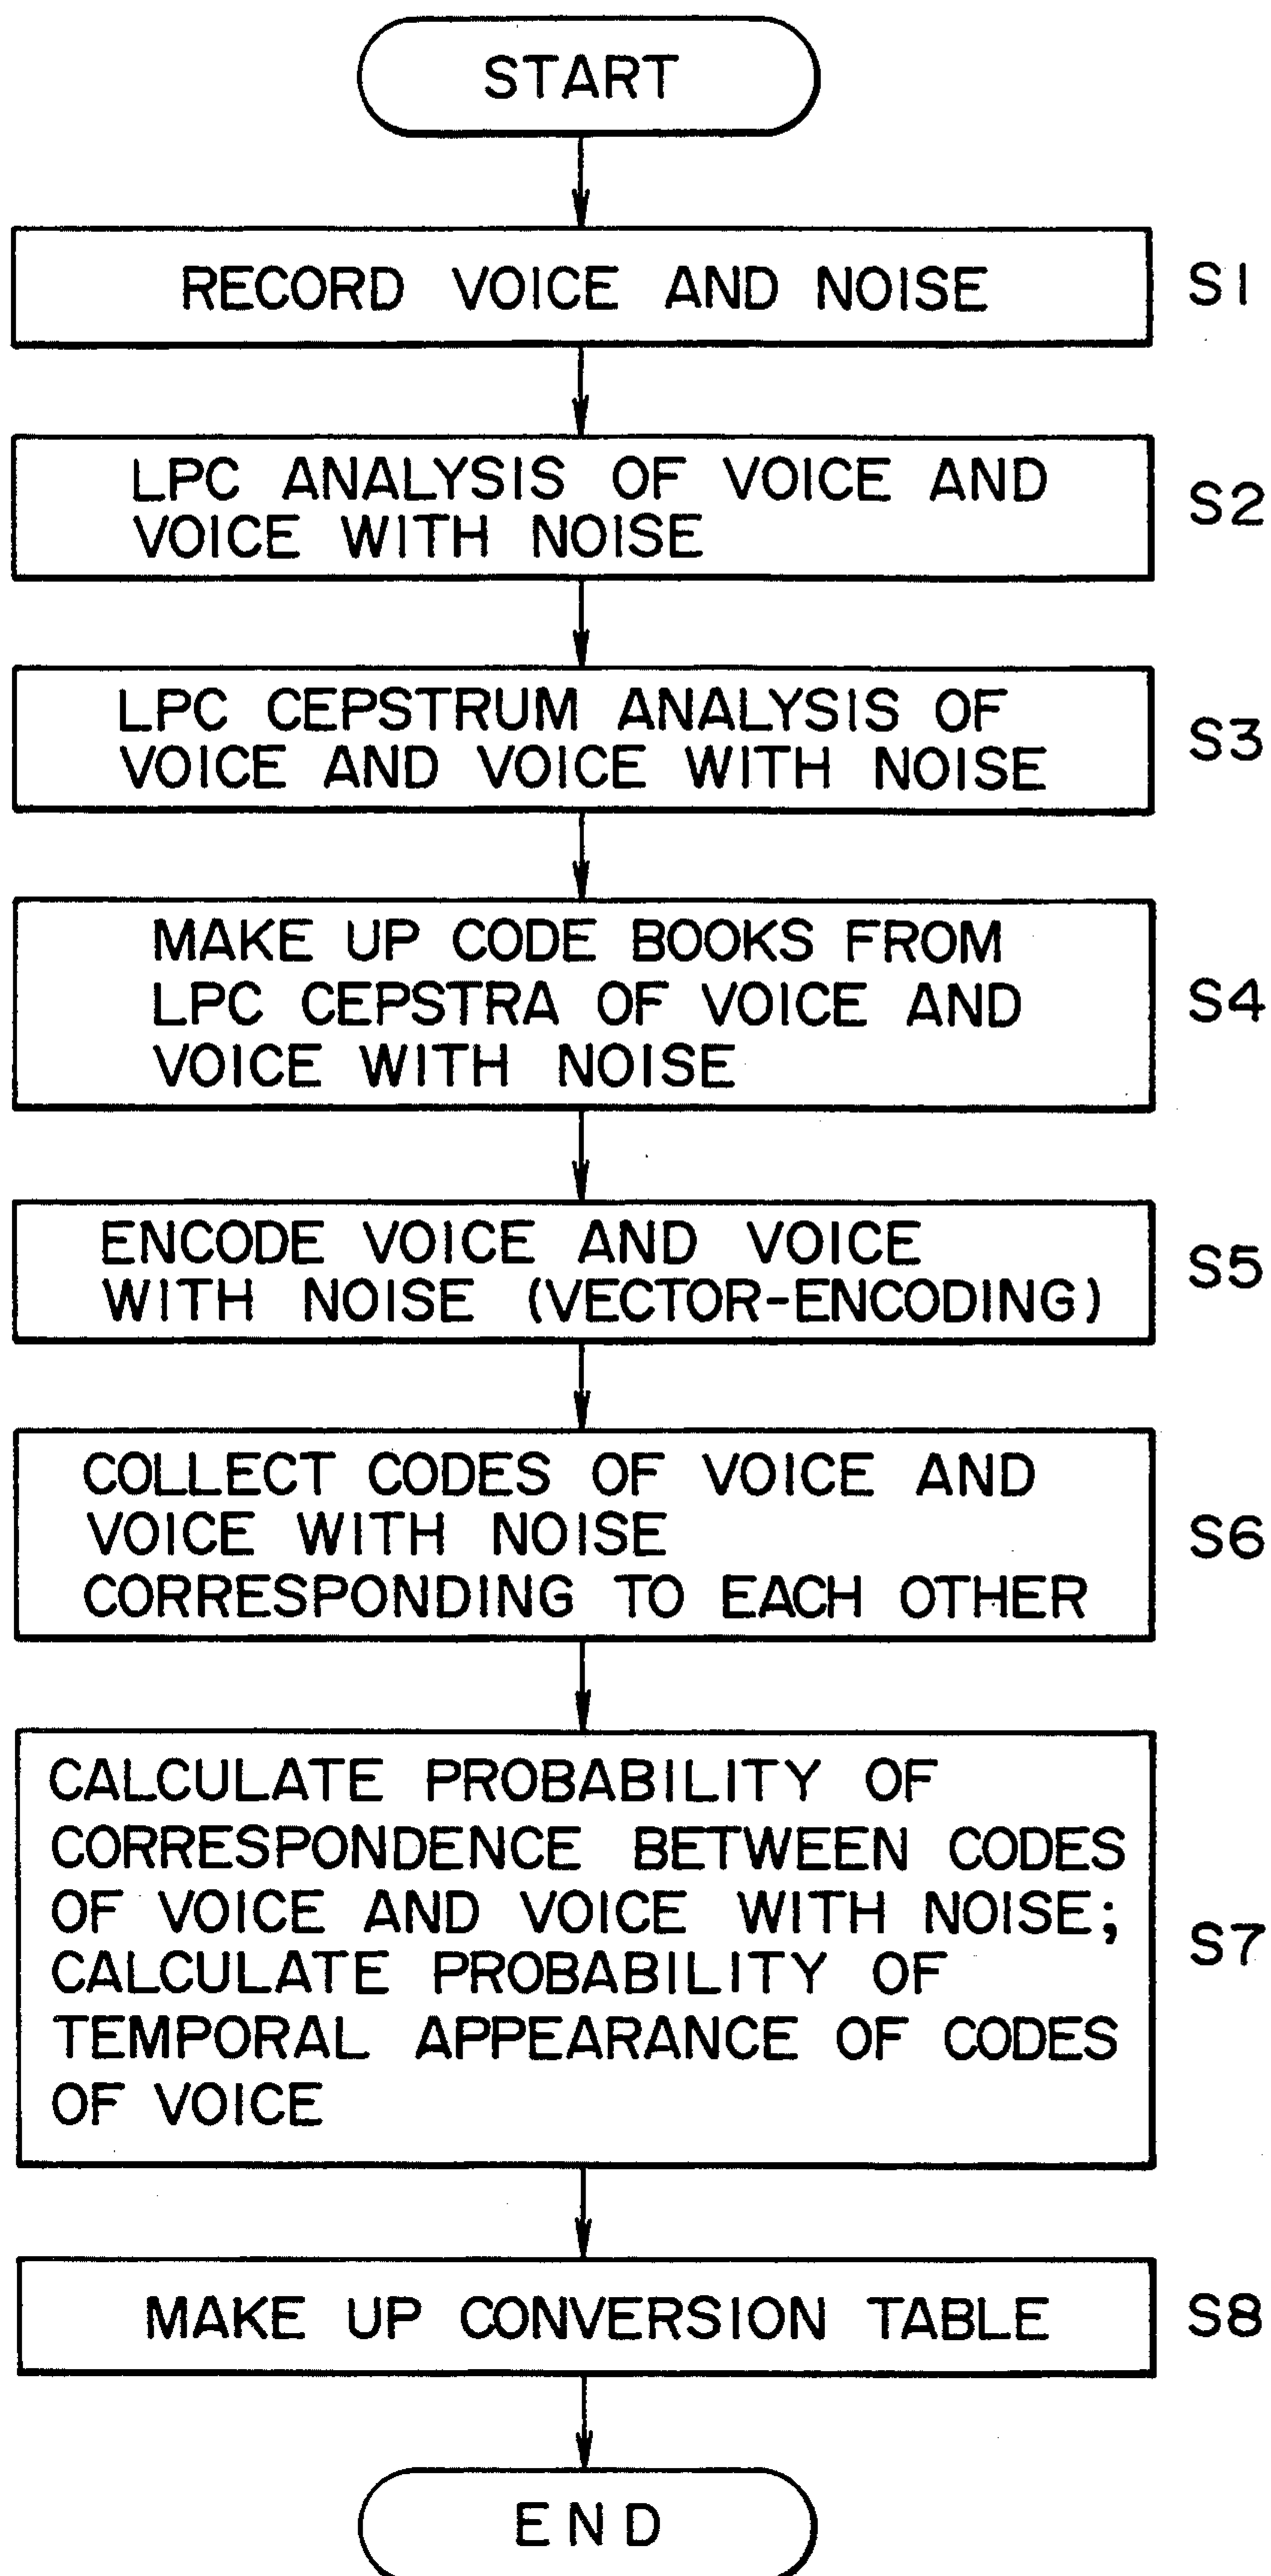 START
RECORD VOICE AND NOISE
S1
LPC ANALYSIS OF VOICE AND
VOICE WITH NOISE
S2
LPC CEPSTRUM ANALYSIS OF
VOICE AND VOICE WITH NOISE
S3
MAKE UP CODE BOOKS FROM
LPC CEPSTRA OF VOICE AND
VOICE WITH NOISE
S4
ENCODE VOICE AND VOICE
WITH NOISE (VECTOR-ENCODING)
S5
COLLECT CODES OF VOICE AND
VOICE WITH NOISE
CORRESPONDING TO EACH OTHER
S6
CALCULATE PROBABILITY OF
CORRESPONDENCE BETWEEN CODES
OF VOICE AND VOICE WITH NOISE;
CALCULATE PROBABILITY OF
TEMPORAL APPEARANCE OF CODES
OF VOICE
S7
MAKE UP CONVERSION TABLE
S8
END